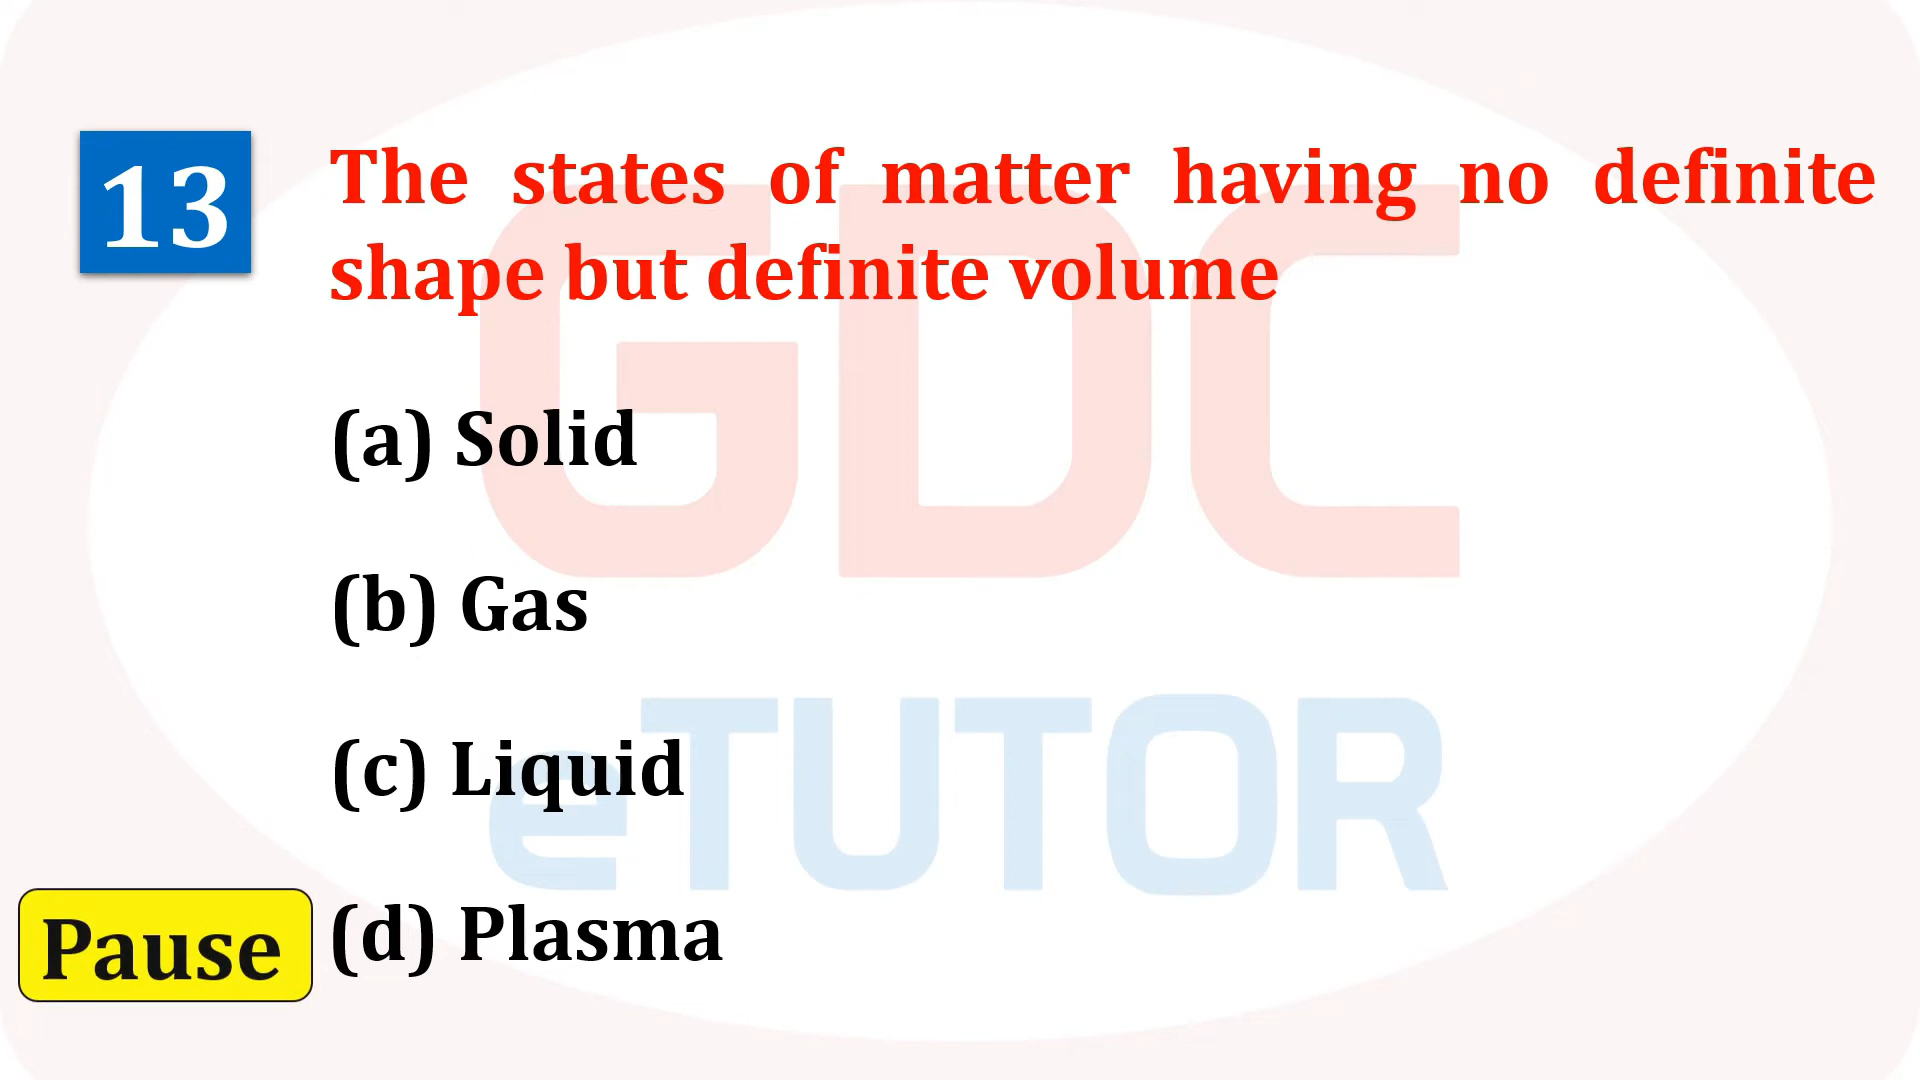 13
The states of matter having no definite
shape but definite volume
(a) Solid
(b) Gas
(c) Liquid
(d) Plasma
Pause
GDC
eTUTOR